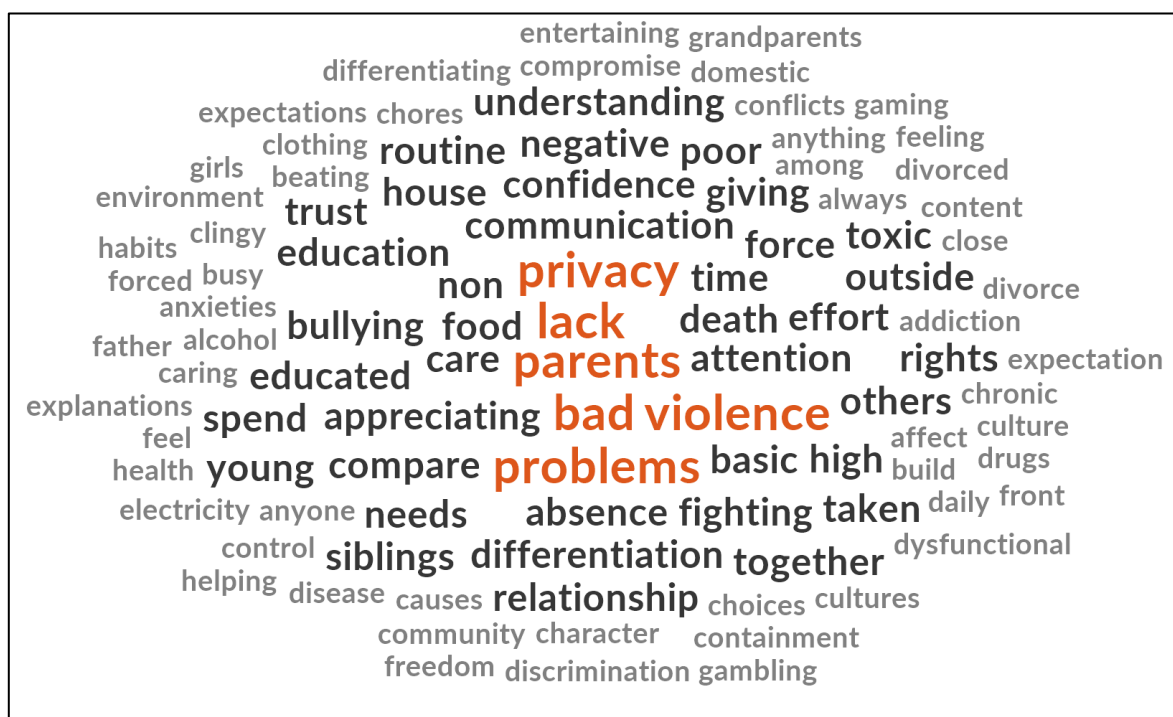 entertaining grandparents
differentiating compromise domestic
expectations chores understanding conflicts gaming
clothing routine negative poor anything feeling
girls beating house confidence giving among divorced
environment trust communication always content
habits clingy education force toxic close
forced busy non privacy time outside divorce
anxieties bullying food lack death effort addiction
father alcohol care parents attention rights expectation
caring educated
explanations spend appreciating bad violence others chronic
feel affect culture
health young compare problems basic high build drugs
electricity anyone needs absence fighting taken daily front
control siblings differentiation together dysfunctional
helping disease causes relationship choices cultures
community character containment
freedom discrimination gambling